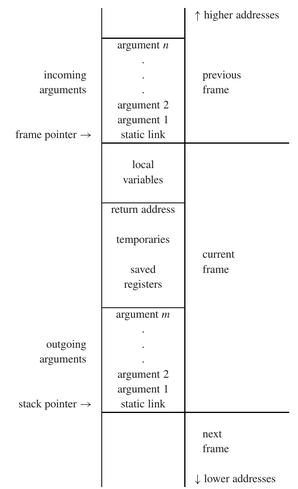 ↑ higher addresses
argument n
.
incoming . previous
arguments . frame
argument 2
argument 1
frame pointer → static link
local
variables
return address
temporaries
current
saved frame
registers
argument m
.
outgoing .
arguments .
argument 2
argument 1
stack pointer → static link
next
frame
↓ lower addresses